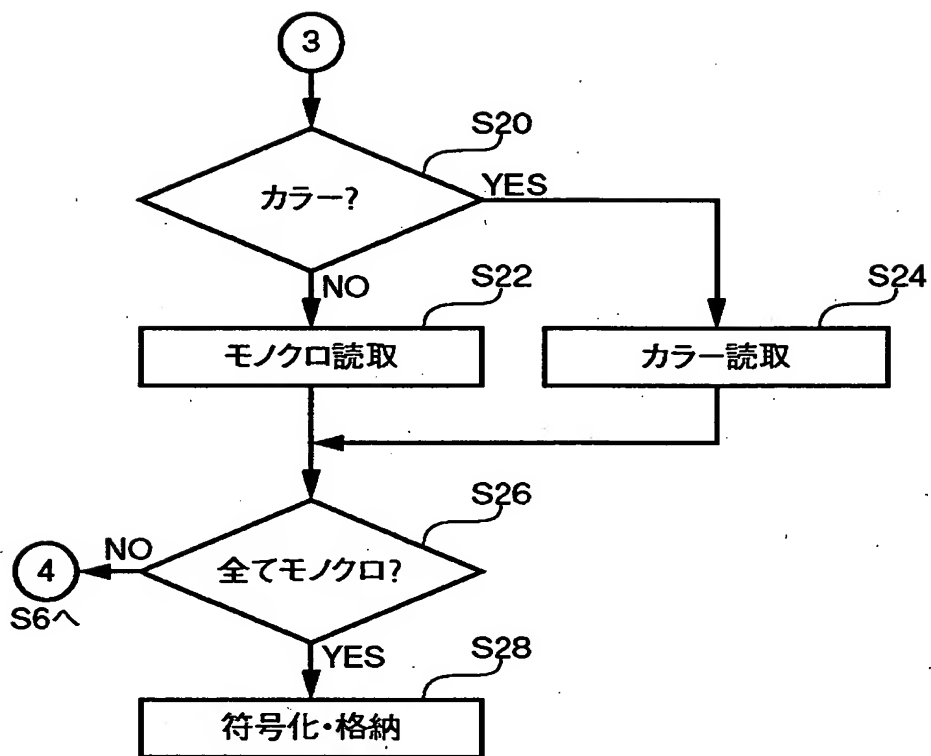 3
S20
カラー?
YES
NO
S22
S24
モノクロ読取
カラー読取
S26
全てモノクロ?
NO
4
S6へ
YES
S28
符号化・格納